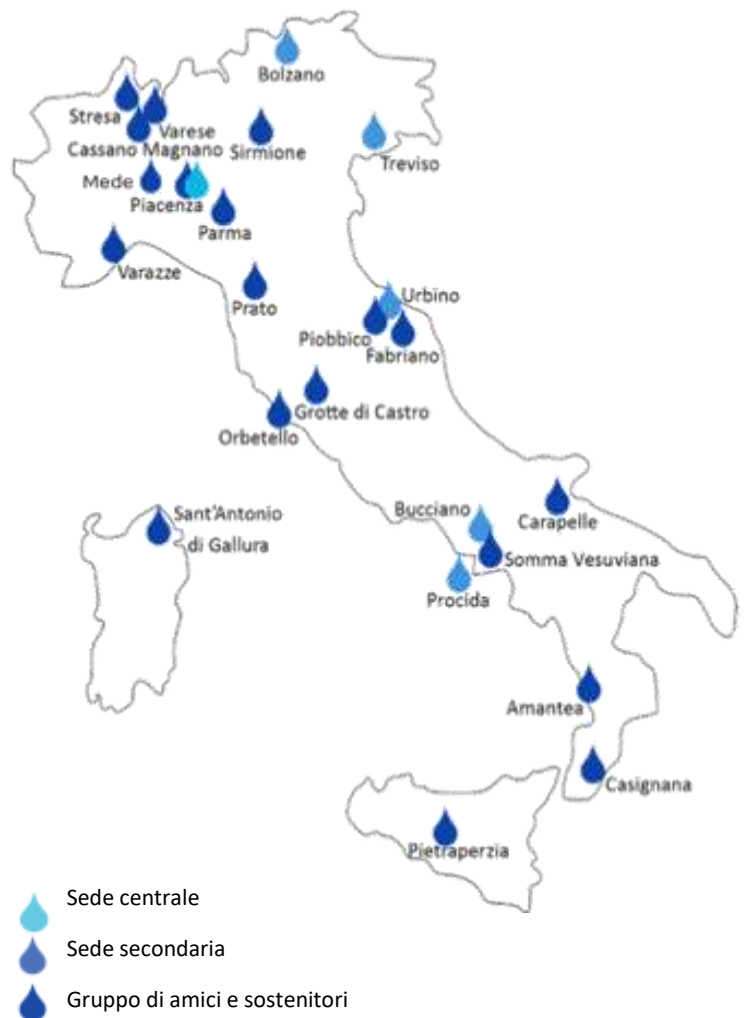 Bolzano
Stresa
Varese
Cassano Magnano
Sirmione
Treviso
Mede
Piacenza
Parma
Varazze
Prato
Urbino
Piobbico
Fabriano
Grotte di Castro
Orbetello
Sant'Antonio
di Gallura
Bucciano
Carapelle
Somma Vesuviana
Procida
Amantea
Casignana
Pietraperzia
Sede centrale
Sede secondaria
Gruppo di amici e sostenitori